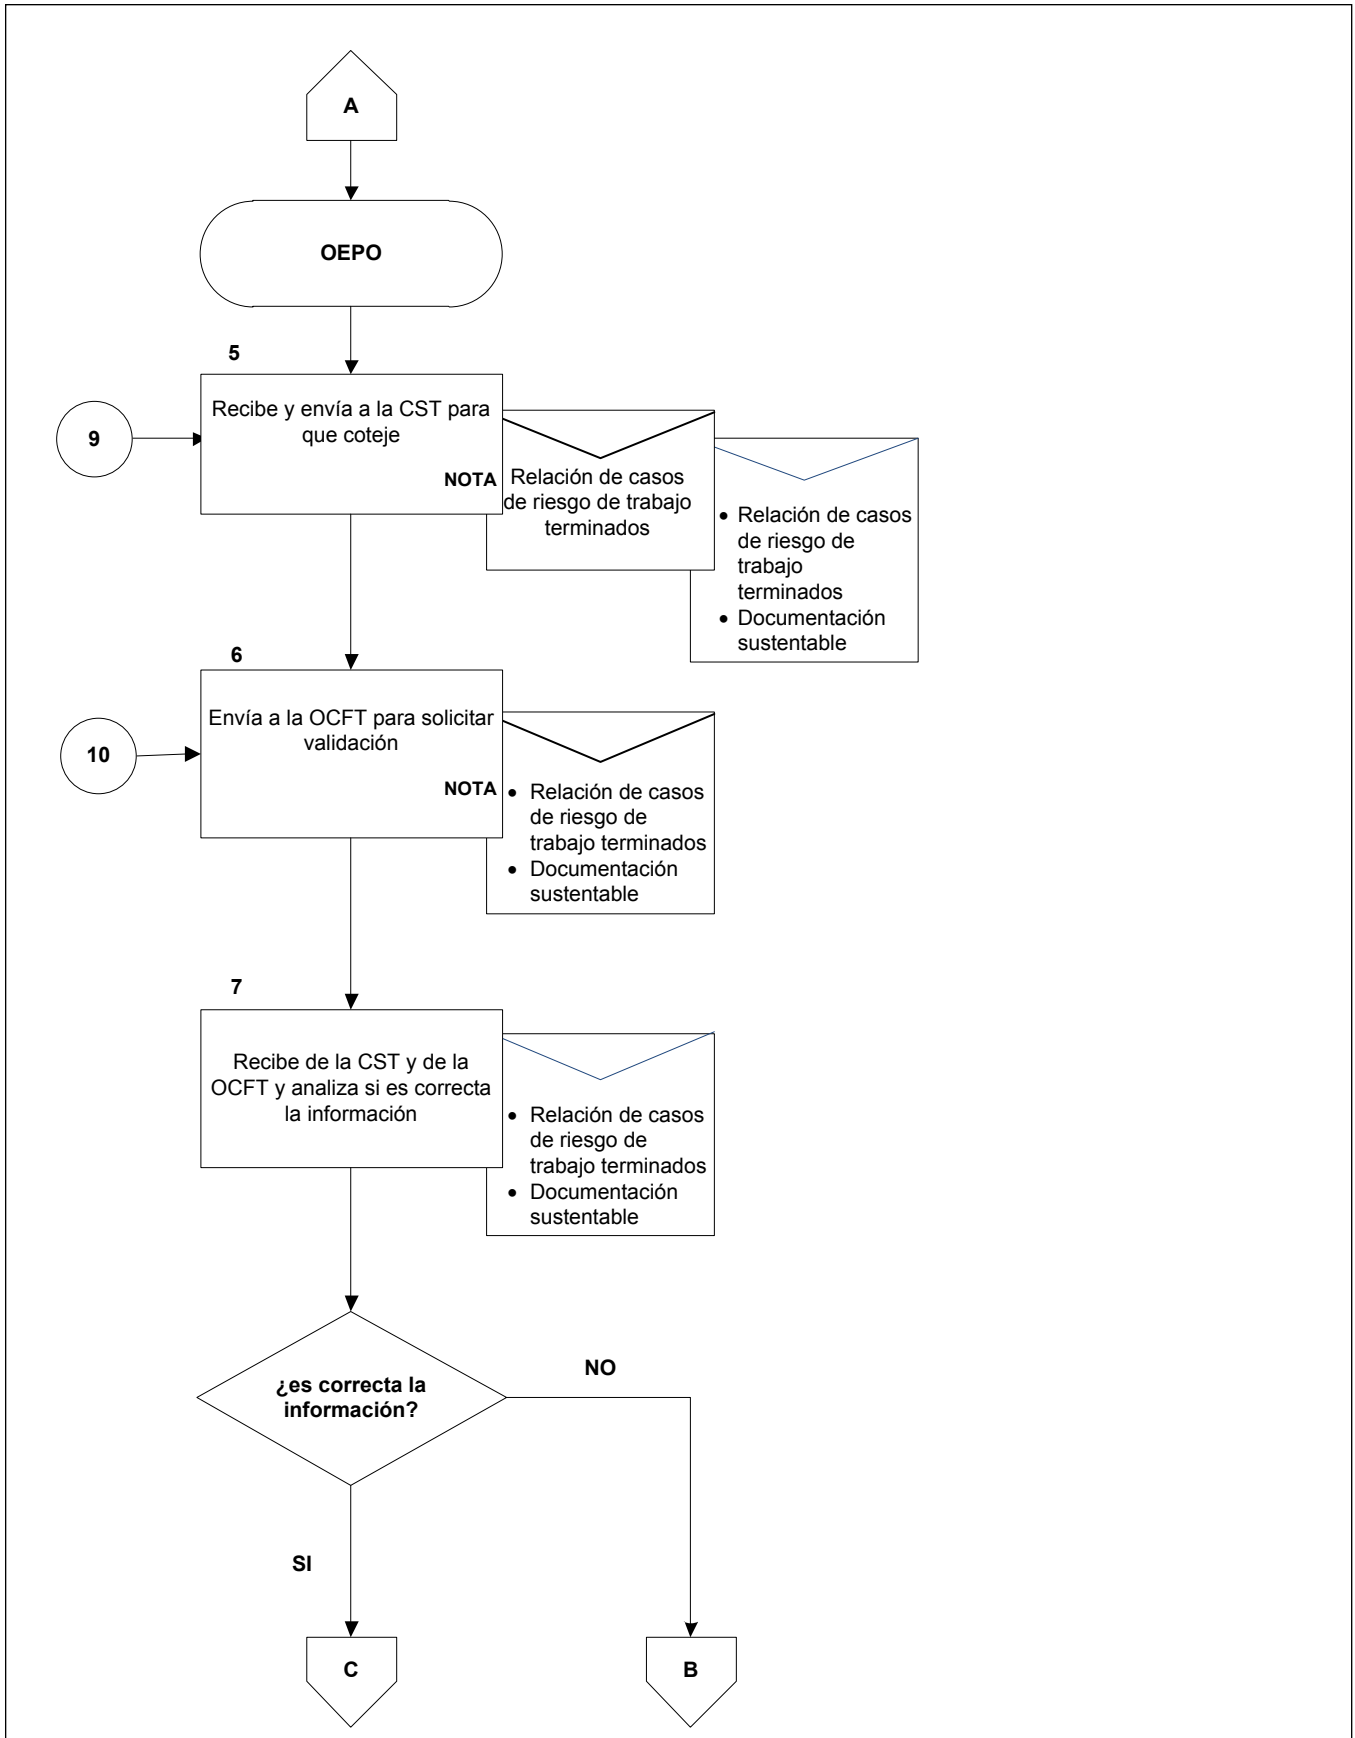 A
OEPO
5
Recibe y envía a la CST para
que coteje
NOTA
9
Relación de casos
de riesgo de trabajo
terminados
• Relación de casos
de riesgo de
trabajo
terminados
• Documentación
sustentable
6
Envía a la OCFT para solicitar
validación
NOTA
10
• Relación de casos
de riesgo de
trabajo terminados
• Documentación
sustentable
7
Recibe de la CST y de la
OCFT y analiza si es correcta
la información
• Relación de casos
de riesgo de
trabajo terminados
• Documentación
sustentable
¿es correcta la
información?
NO
SI
C
B